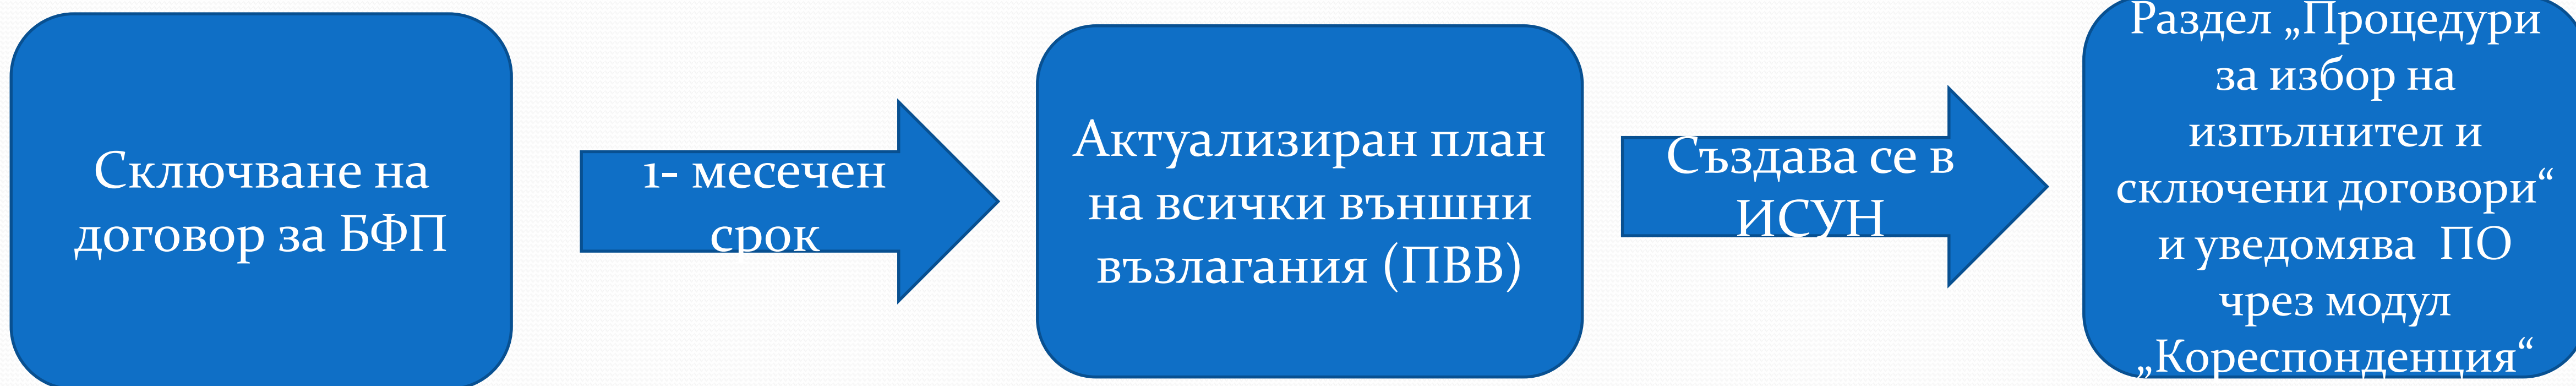 Сключване на
договор за БФП
1- месечен
срок
Актуализиран план
на всички външни
възлагания (ПВВ)
Създава се в
ИСУН
Раздел „Процедури
за избор на
изпълнител и
сключени договори“
и уведомява ПО
чрез модул
„Кореспонденция“